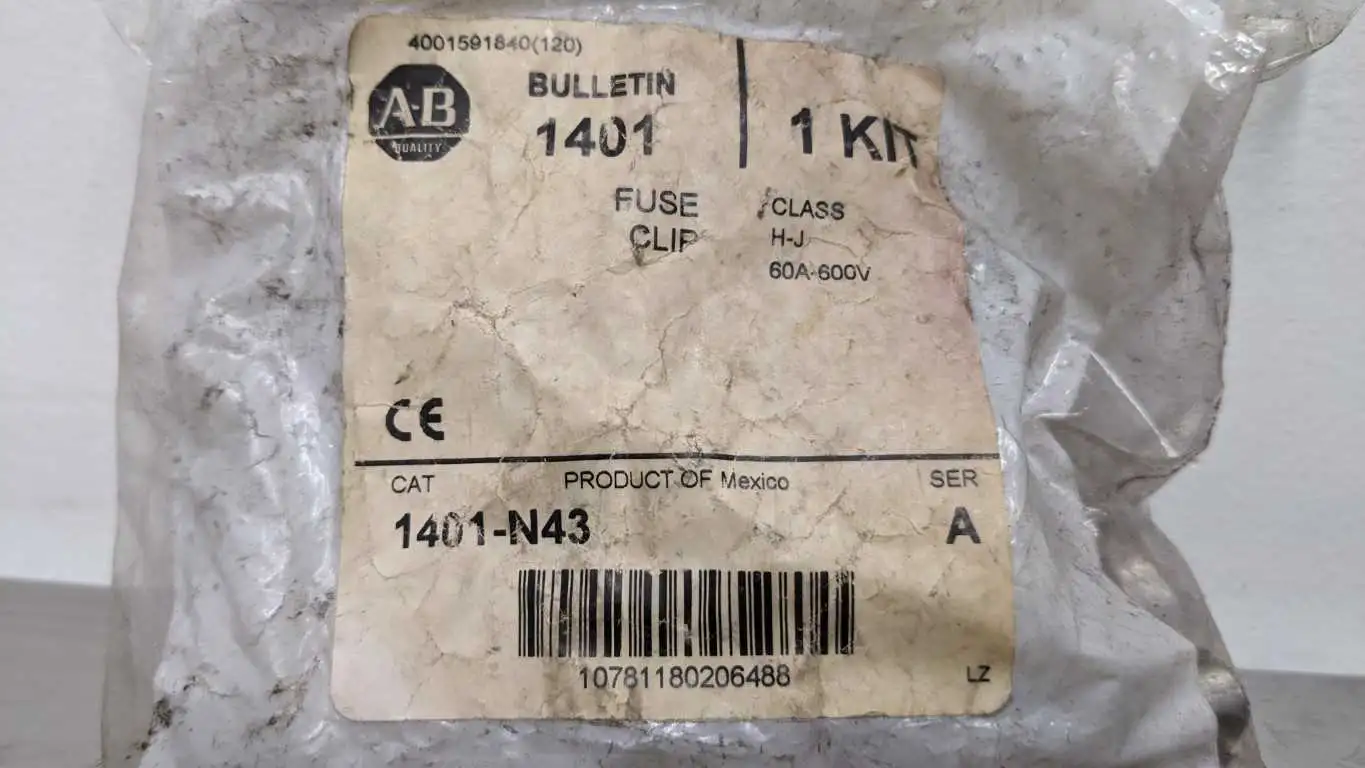 4001591840(120)
A-B
QUALITY
BULLETIN
1401
1 KIT
FUSE
CLIP
CLASS
H-J
60A-600V
CE
CAT
PRODUCT OF Mexico
SER
1401-N43
A
10781180206488
LZ